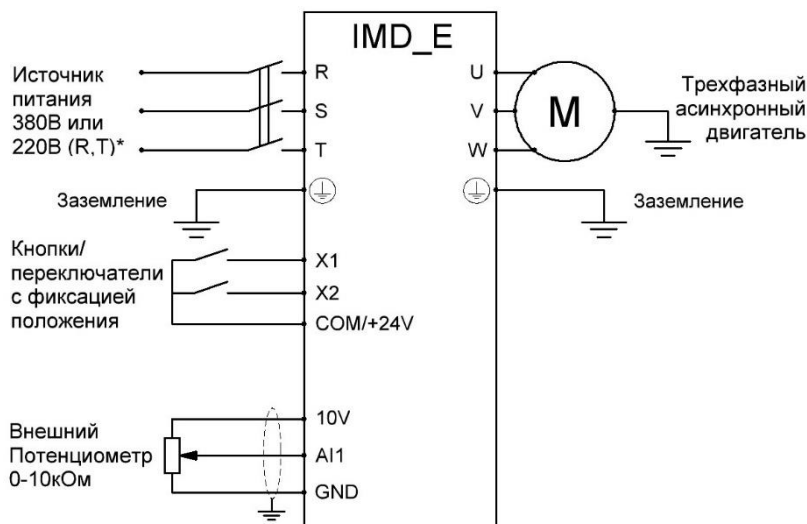 IMD_E
Источник
питания
380В или
220В (R,T)*
R
S
T
U
V
W
M
Трехфазный
асинхронный
двигатель
Заземление
Заземление
Кнопки/
переключатели
с фиксацией
положения
X1
X2
COM/+24V
Внешний
Потенциометр
0-10кОм
10V
AI1
GND